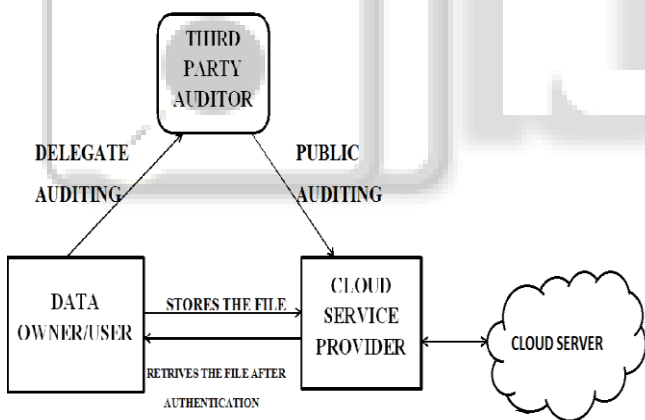 THIRD
PARTY
AUDITOR
DELEGATE
AUDITING
PUBLIC
AUDITING
DATA
OWNER/USER
STORES THE FILE
CLOUD
SERVICE
PROVIDER
CLOUD SERVER
RETRIVES THE FILE AFTER
AUTHENTICATION